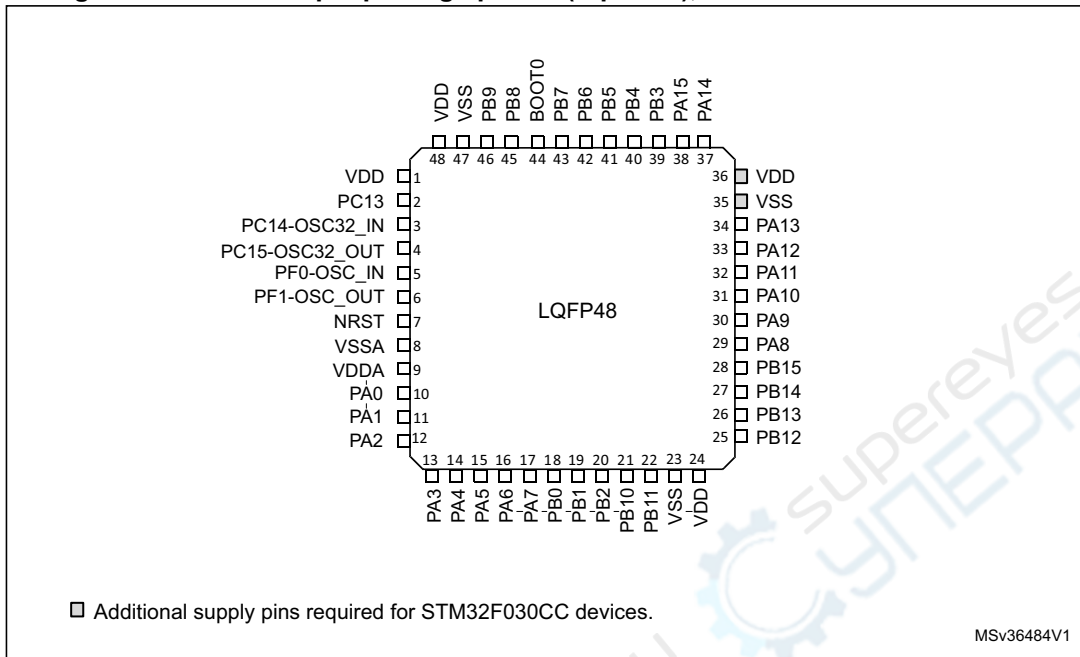 VDD
VSS
PB9
PB8
BOOT0
PB7
PB6
PB5
PB4
PB3
PA15
PA14
48 47 46 45 44 43 42 41 40 39 38 37
VDD 1
PC13 2
PC14-OSC32_IN 3
PC15-OSC32_OUT 4
PF0-OSC_IN 5
PF1-OSC_OUT 6
NRST 7
VSSA 8
VDDA 9
PA0 10
PA1 11
PA2 12
LQFP48
36 VDD
35 VSS
34 PA13
33 PA12
32 PA11
31 PA10
30 PA9
29 PA8
28 PB15
27 PB14
26 PB13
25 PB12
13 14 15 16 17 18 19 20 21 22 23 24
PA3
PA4
PA5
PA6
PA7
PB0
PB1
PB2
PB10
PB11
VSS
VDD
Additional supply pins required for STM32F030CC devices.
MSv36484V1
supereyes